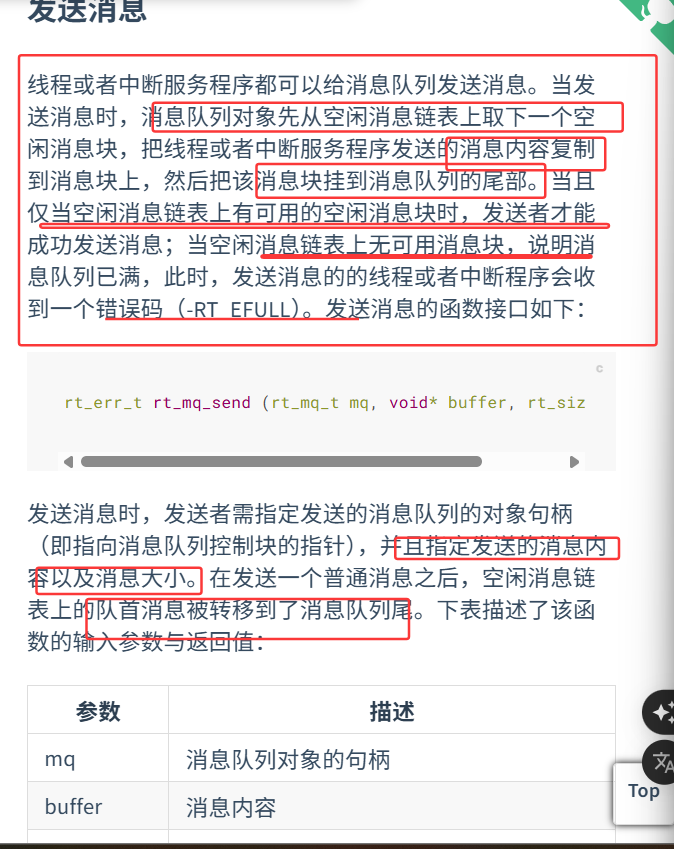 发送消息
线程或者中断服务程序都可以给消息队列发送消息。当发
送消息时，消息队列对象先从空闲消息链表上取下一个空
闲消息块，把线程或者中断服务程序发送的消息内容复制
到消息块上，然后把该消息块挂到消息队列的尾部。当且
仅当空闲消息链表上有可用的空闲消息块时，发送者才能
成功发送消息；当空闲消息链表上无可用消息块，说明消
息队列已满，此时，发送消息的的线程或者中断程序会收
到一个错误码（-RT_EFULL）。发送消息的函数接口如下：
c
rt_err_t rt_mq_send (rt_mq_t mq, void* buffer, rt_siz
发送消息时，发送者需指定发送的消息队列的对象句柄
（即指向消息队列控制块的指针），并且指定发送的消息内
容以及消息大小。在发送一个普通消息之后，空闲消息链
表上的队首消息被转移到了消息队列尾。下表描述了该函
数的输入参数与返回值：
参数 描述
mq 消息队列对象的句柄
buffer 消息内容
Top